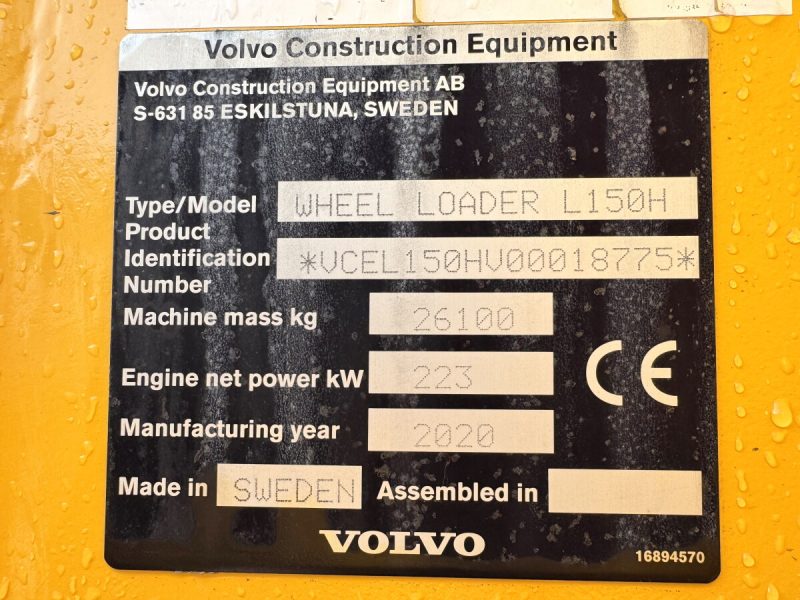 Volvo Construction Equipment
Volvo Construction Equipment AB
S-631 85 ESKILSTUNA, SWEDEN
Type/Model WHEEL LOADER L150H
Product
Identification *VCEL150HV00018775*
Number
Machine mass kg 26100
Engine net power kW 223
Manufacturing year 2020
CE
Made in SWEDEN Assembled in
VOLVO
16894570